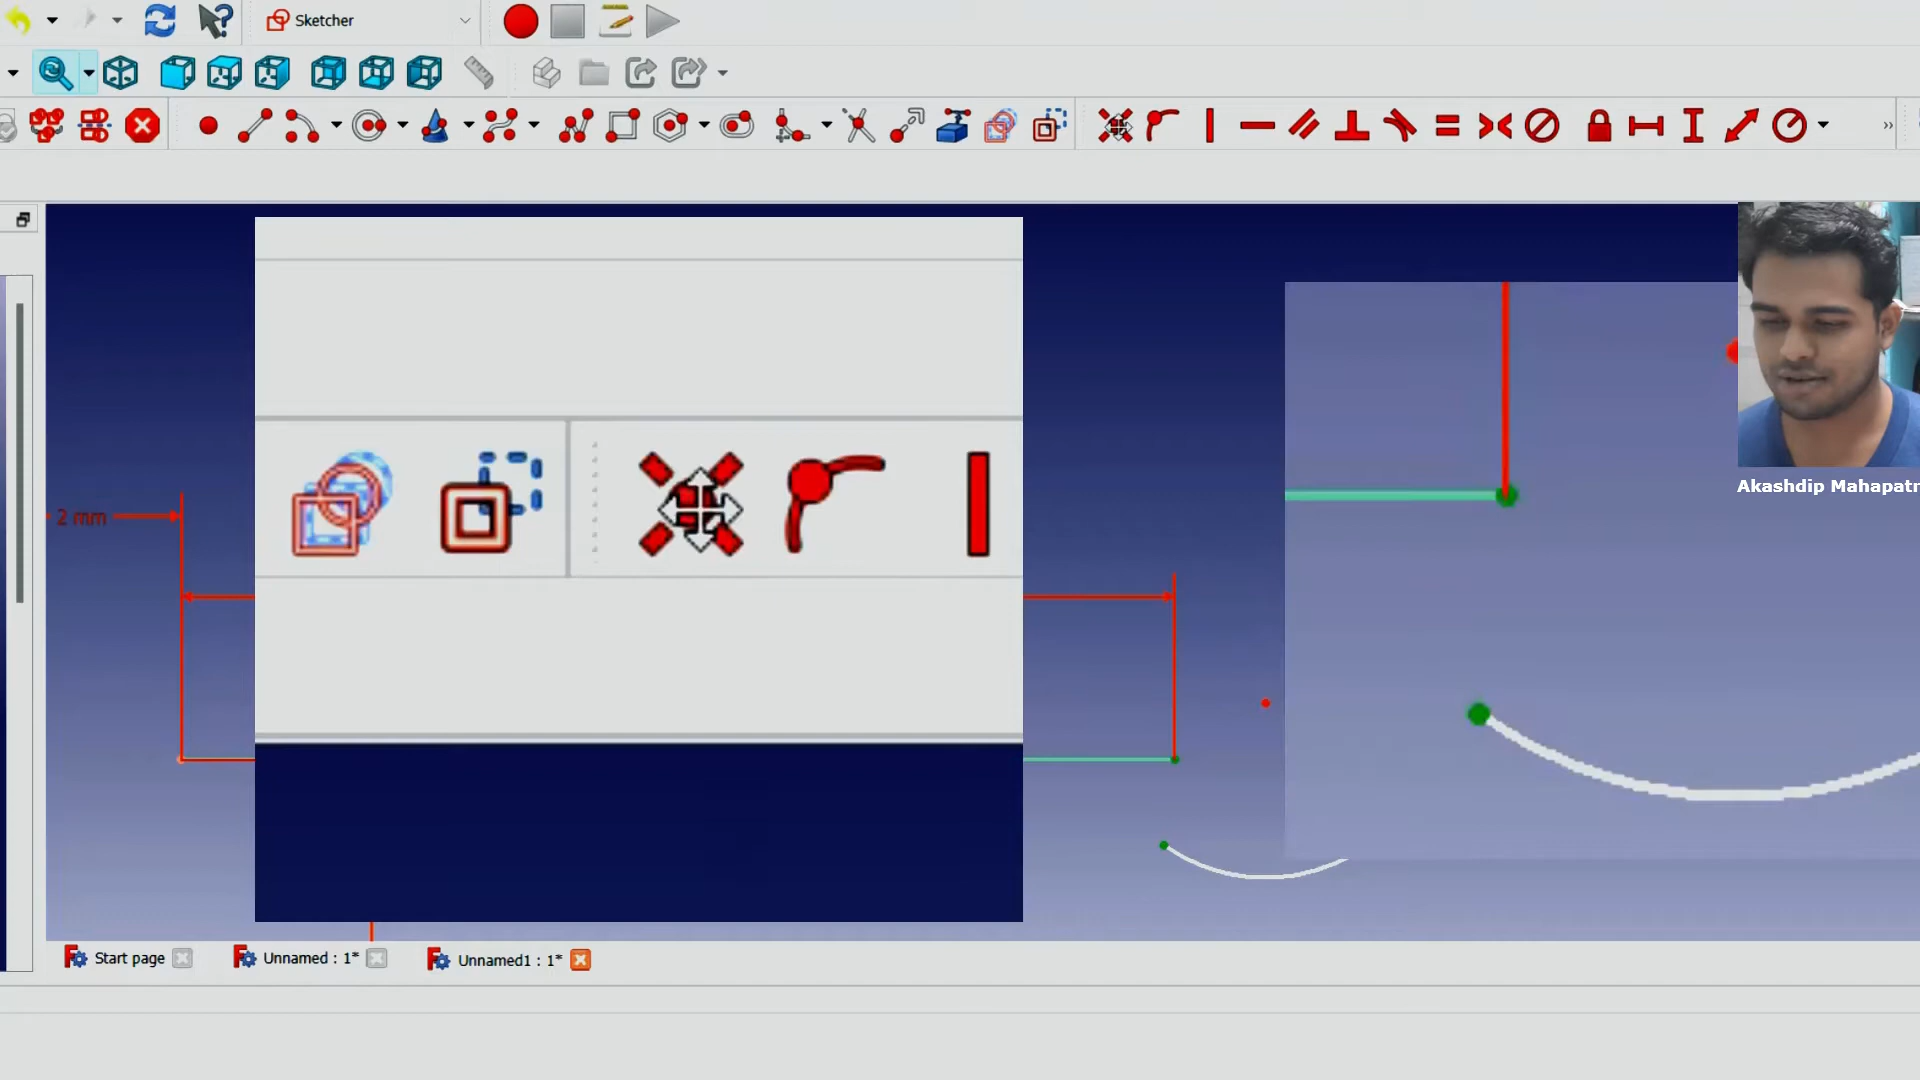 Sketcher
2 mm
Akashdip Mahapatr
Start page
Unnamed : 1*
Unnamed1 : 1*